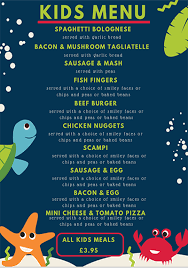 KIDS MENU
SPAGHETTI BOLOGNESE
served with garlic bread
BACON & MUSHROOM TAGLIATELLE
served with garlic bread
SAUSAGE & MASH
served with peas
FISH FINGERS
served with a choice of smiley faces or
chips and peas or baked beans
BEEF BURGER
served with a choice of smiley faces or
chips and peas or baked beans
CHICKEN NUGGETS
served with a choice of smiley faces or
chips and peas or baked beans
SCAMPI
served with a choice of smiley faces or
chips and peas or baked beans
SAUSAGE & EGG
served with a choice of smiley faces or
chips and peas or baked beans
BACON & EGG
served with a choice of smiley faces or
chips and peas or baked beans
MINI CHEESE & TOMATO PIZZA
served with a choice of smiley faces or
chips and peas or baked beans
ALL KIDS MEALS
£3.95